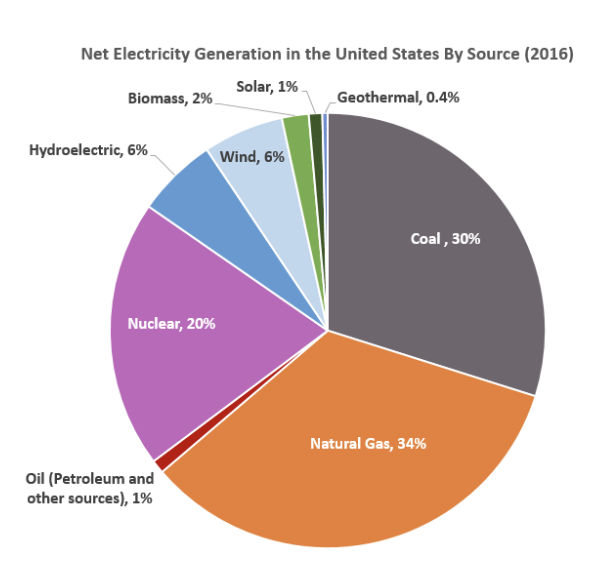 Net Electricity Generation in the United States By Source (2016)
Solar, 1%
Biomass, 2%
Geothermal, 0.4%
Hydroelectric, 6%
Wind, 6%
Coal , 30%
Nuclear, 20%
Natural Gas, 34%
Oil (Petroleum and
other sources), 1%